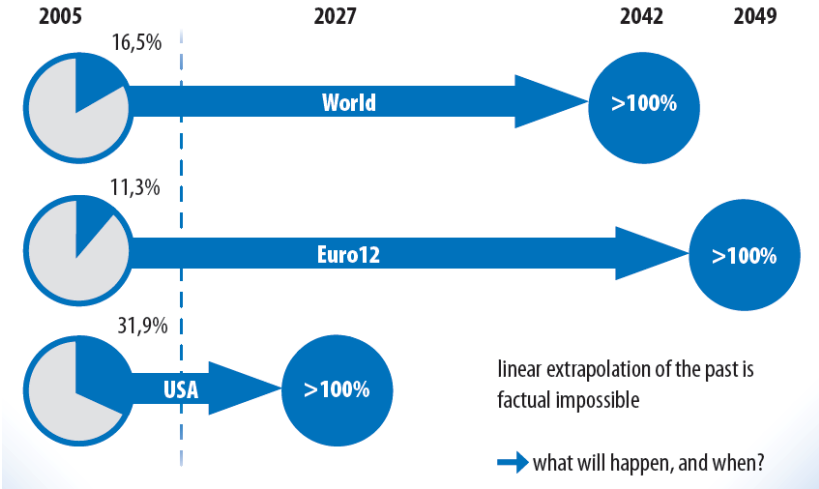 2005 2027 2042 2049
16,5%
World >100%
11,3%
Euro12 >100%
31,9%
USA >100%
linear extrapolation of the past is
factual impossible
what will happen, and when?